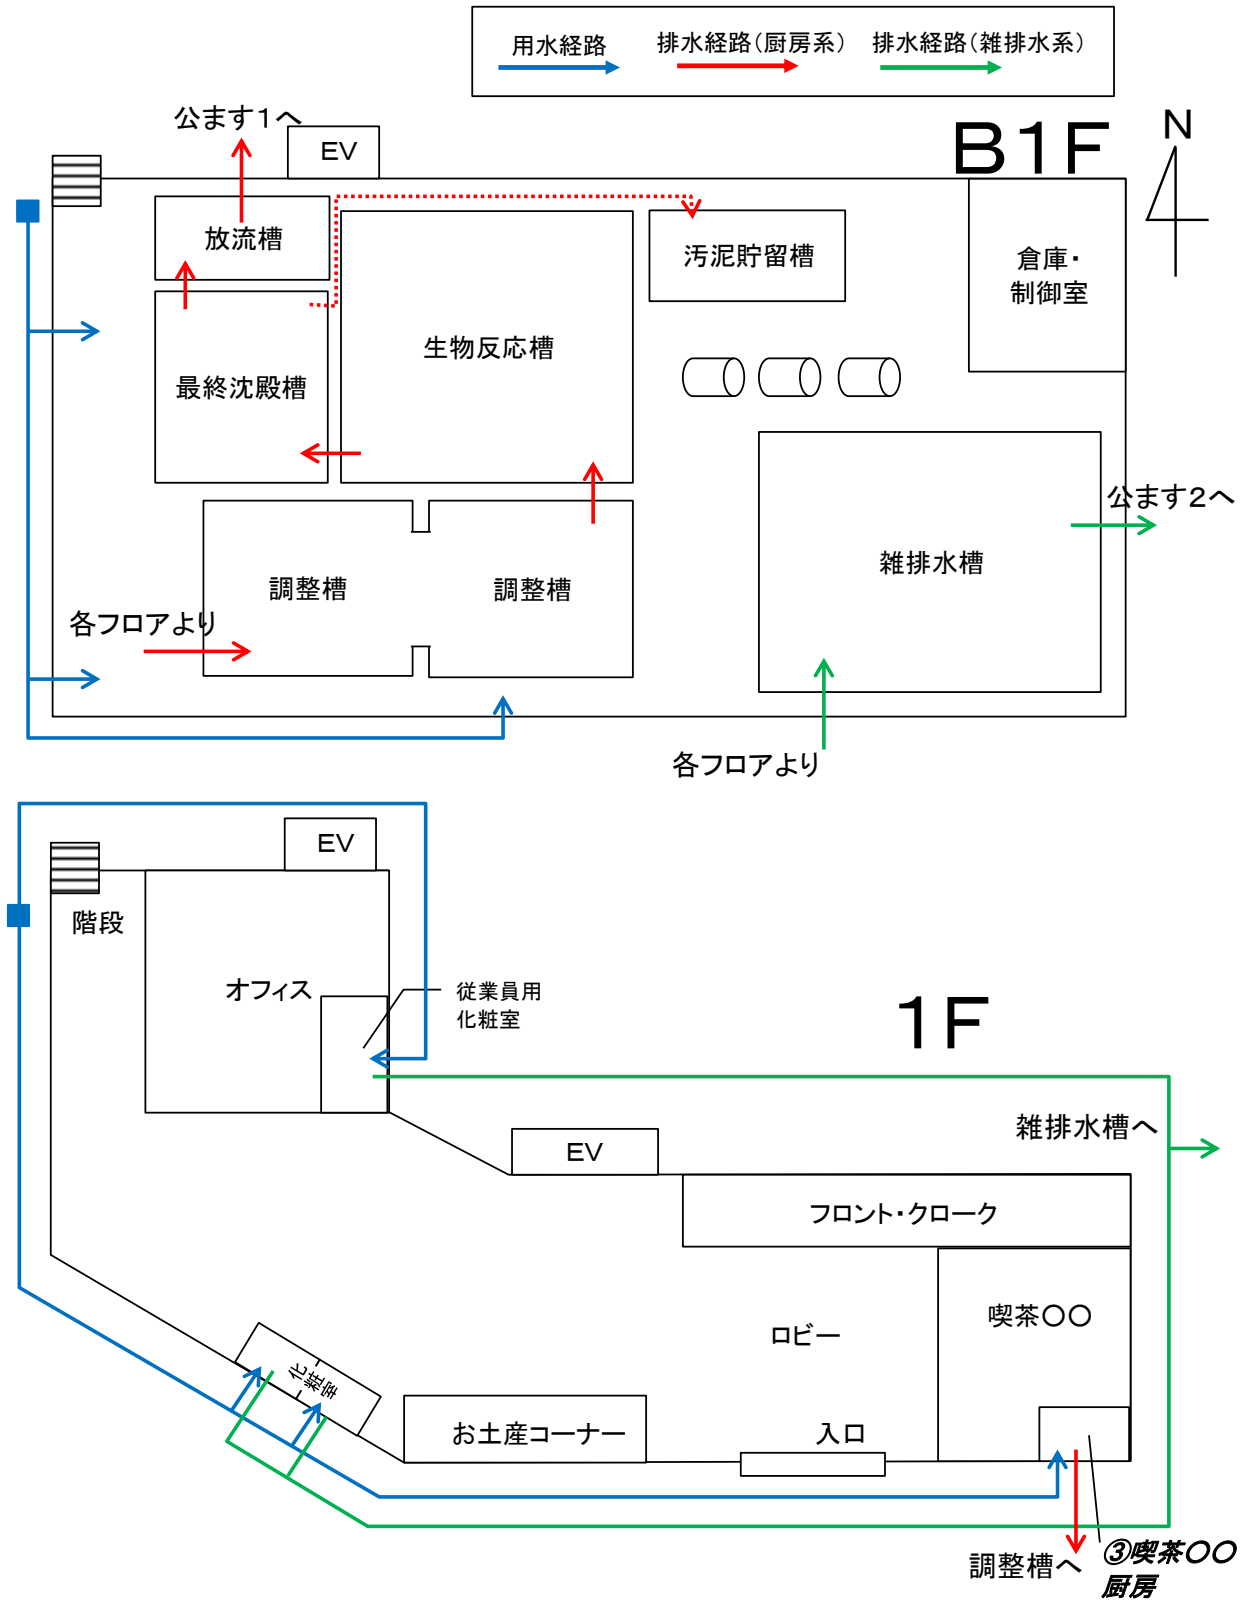 用水経路
排水経路（厨房系）
排水経路（雑排水系）
公ます１へ
EV
B1F
N
放流槽
汚泥貯留槽
倉庫・
制御室
生物反応槽
最終沈殿槽
公ます２へ
雑排水槽
調整槽
調整槽
各フロアより
各フロアより
EV
階段
オフィス
従業員用
化粧室
1F
雑排水槽へ
EV
フロント・クローク
喫茶〇〇
ロビー
化粧室
お土産コーナー
入口
調整槽へ
③喫茶〇〇
厨房